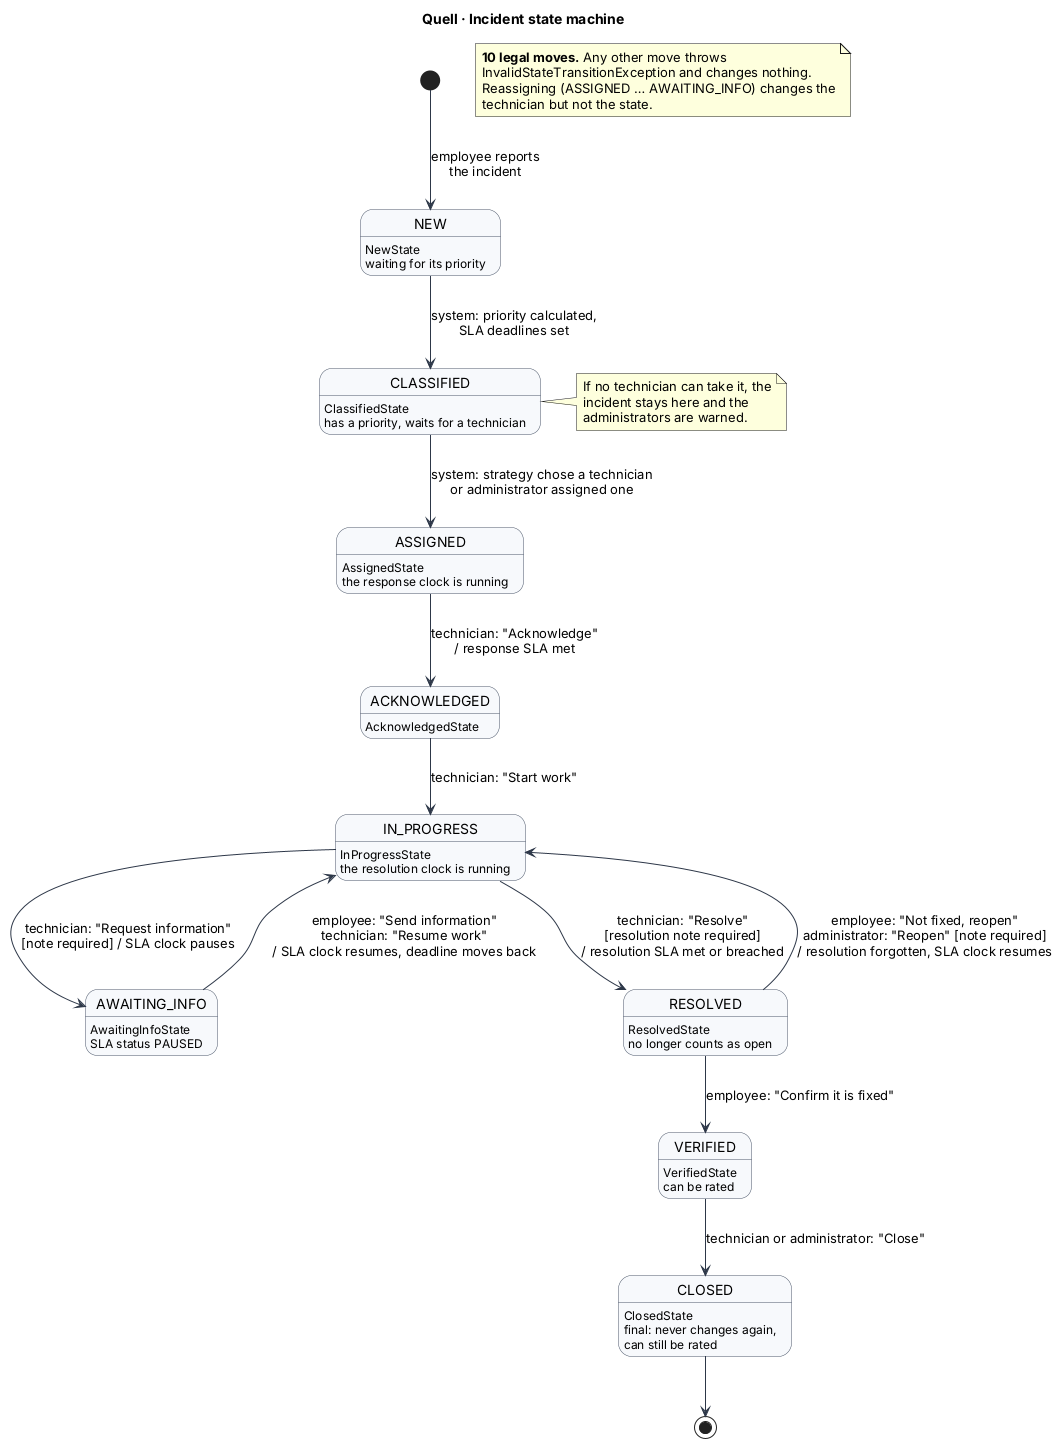 Quell · Incident state machine
10 legal moves. Any other move throws
InvalidStateTransitionException and changes nothing.
Reassigning (ASSIGNED ... AWAITING_INFO) changes the
technician but not the state.
employee reports
the incident
NEW
NewState
waiting for its priority
system: priority calculated,
SLA deadlines set
CLASSIFIED
ClassifiedState
has a priority, waits for a technician
If no technician can take it, the
incident stays here and the
administrators are warned.
system: strategy chose a technician
or administrator assigned one
ASSIGNED
AssignedState
the response clock is running
technician: "Acknowledge"
/ response SLA met
ACKNOWLEDGED
AcknowledgedState
technician: "Start work"
IN_PROGRESS
InProgressState
the resolution clock is running
technician: "Request information"
[note required] / SLA clock pauses
employee: "Send information"
technician: "Resume work"
/ SLA clock resumes, deadline moves back
technician: "Resolve"
[resolution note required]
/ resolution SLA met or breached
employee: "Not fixed, reopen"
administrator: "Reopen" [note required]
/ resolution forgotten, SLA clock resumes
AWAITING_INFO
AwaitingInfoState
SLA status PAUSED
RESOLVED
ResolvedState
no longer counts as open
employee: "Confirm it is fixed"
VERIFIED
VerifiedState
can be rated
technician or administrator: "Close"
CLOSED
ClosedState
final: never changes again,
can still be rated